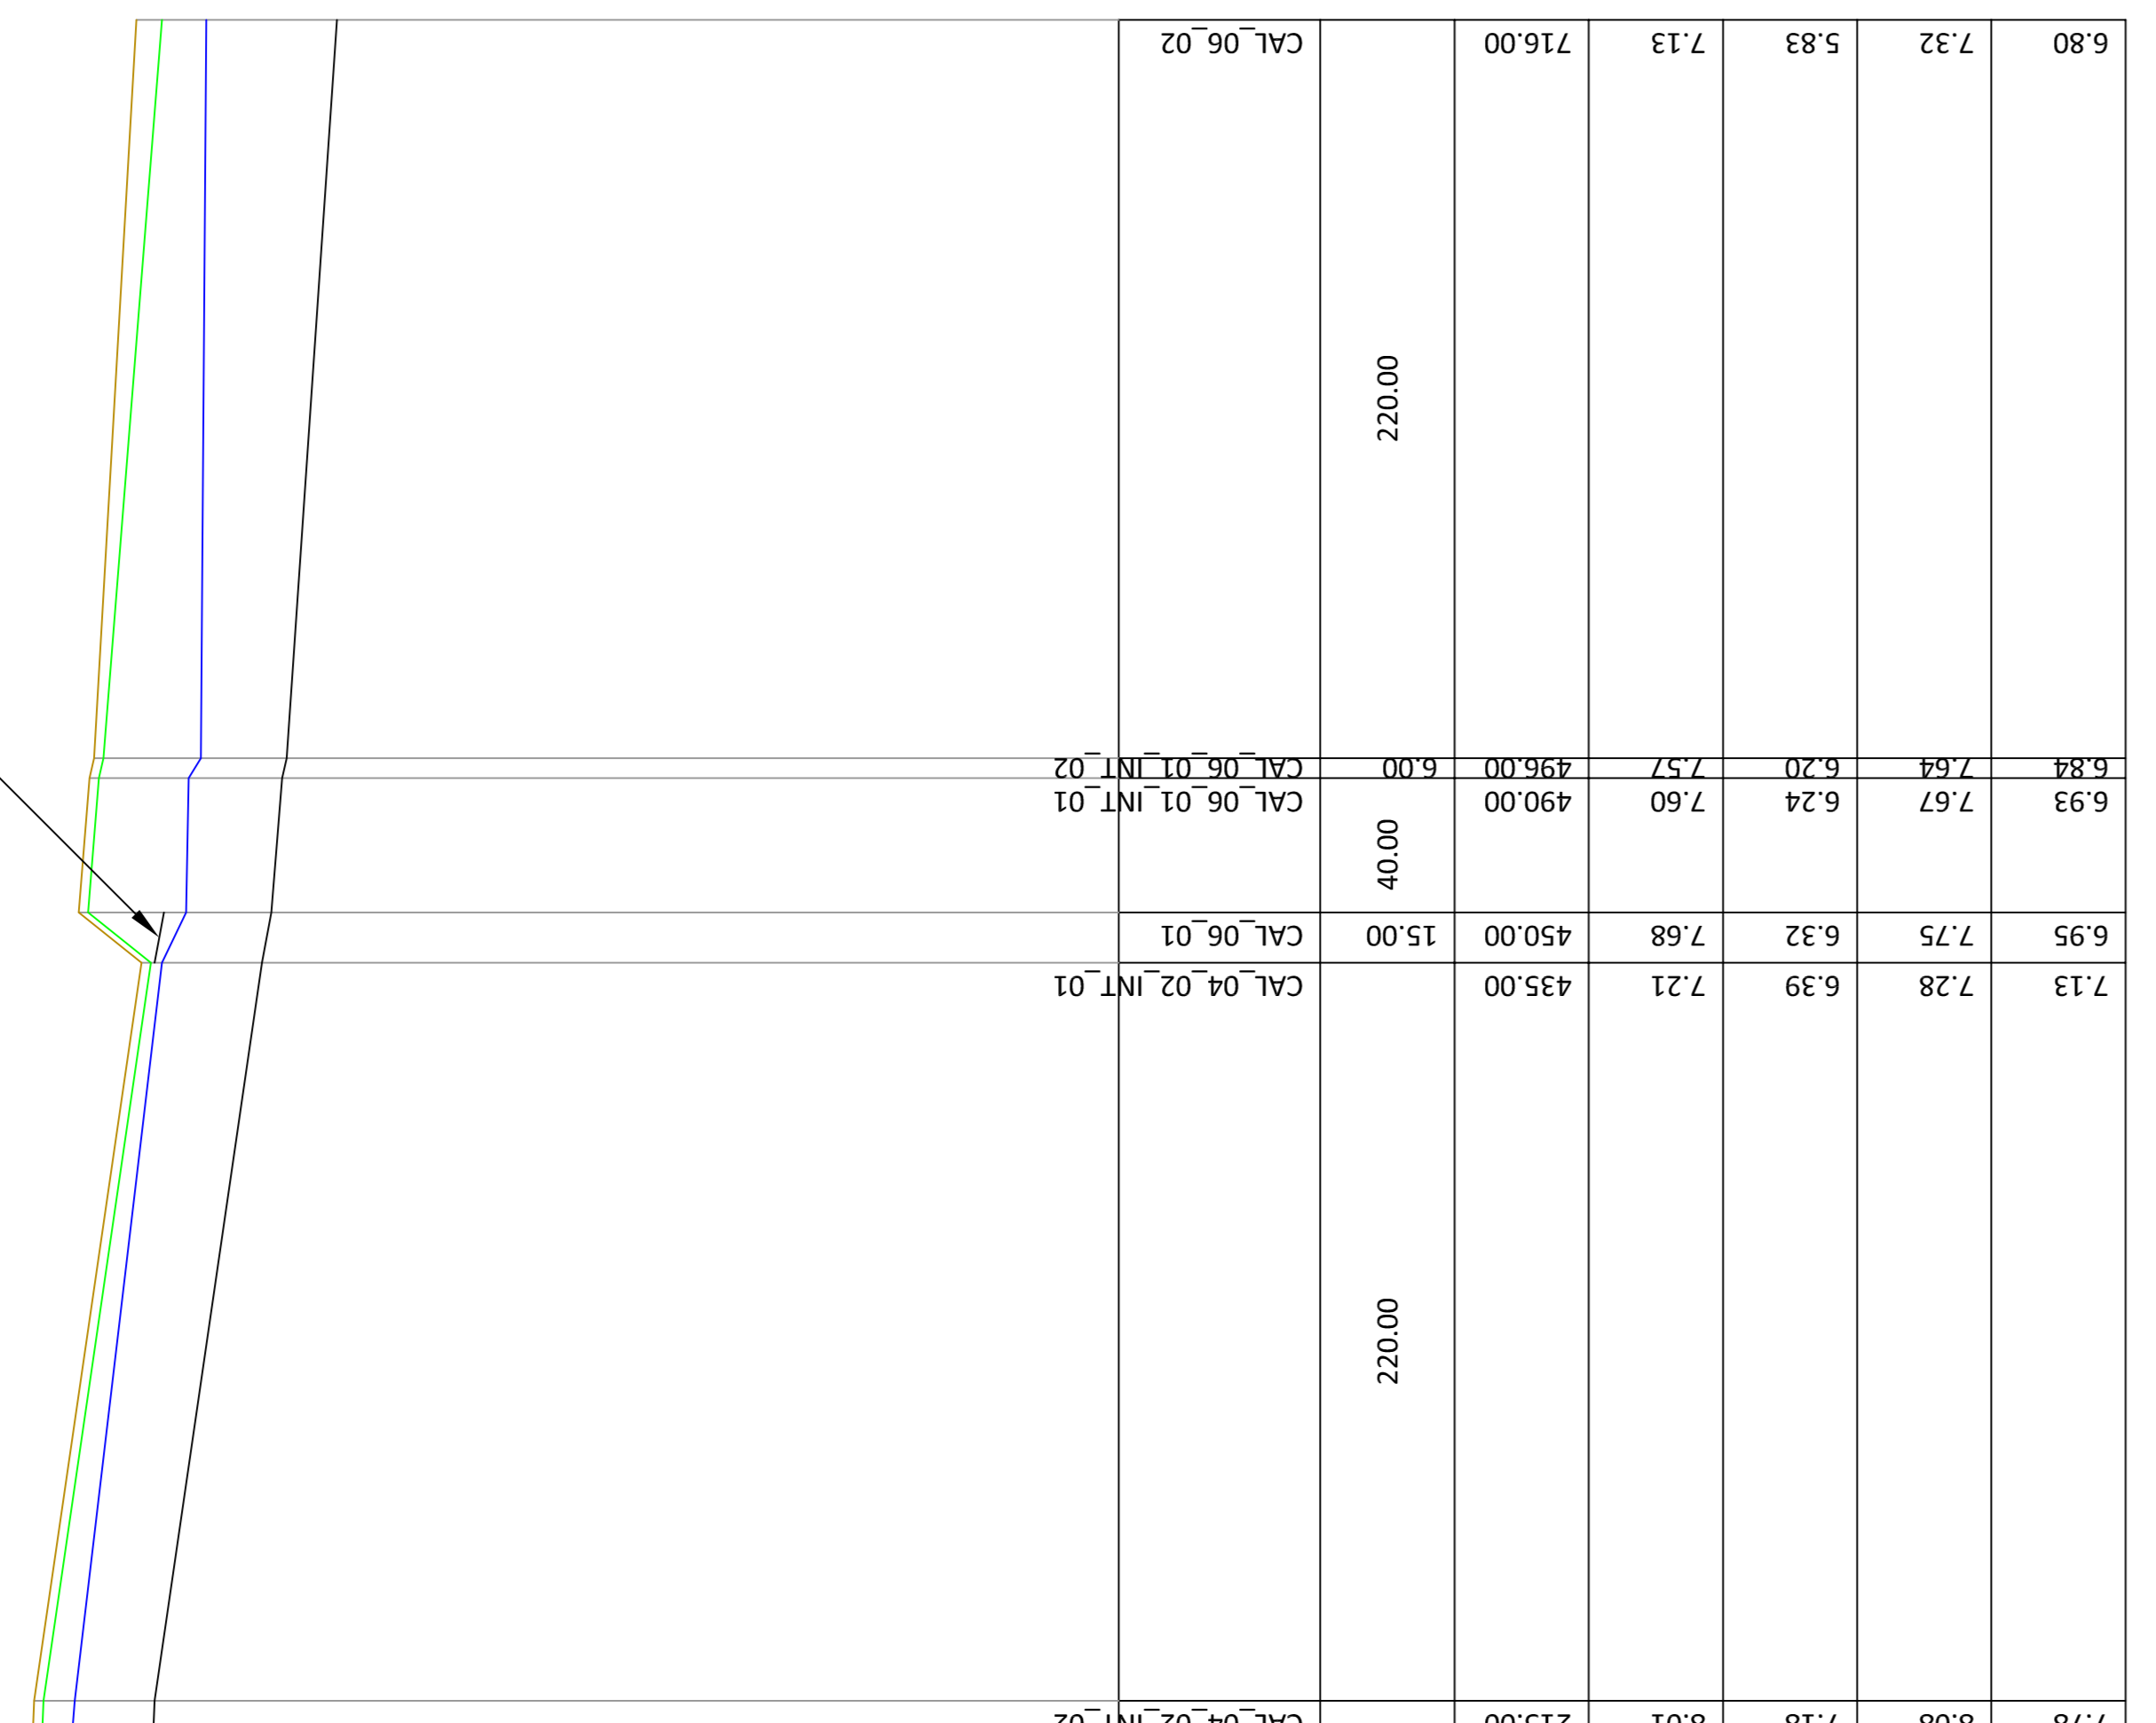 220.00
7.13 7.28 6.39 7.21 435.00 CAL_04_02_INT_01
6.95 7.75 6.32 7.68 450.00 15.00 CAL_06_01
40.00
6.93 7.67 6.24 7.60 490.00 CAL_06_01_INT_01
6.84 7.64 6.20 7.57 496.00 6.00 CAL_06_01_INT_02
220.00
6.80 7.32 5.83 7.13 716.00 CAL_06_02